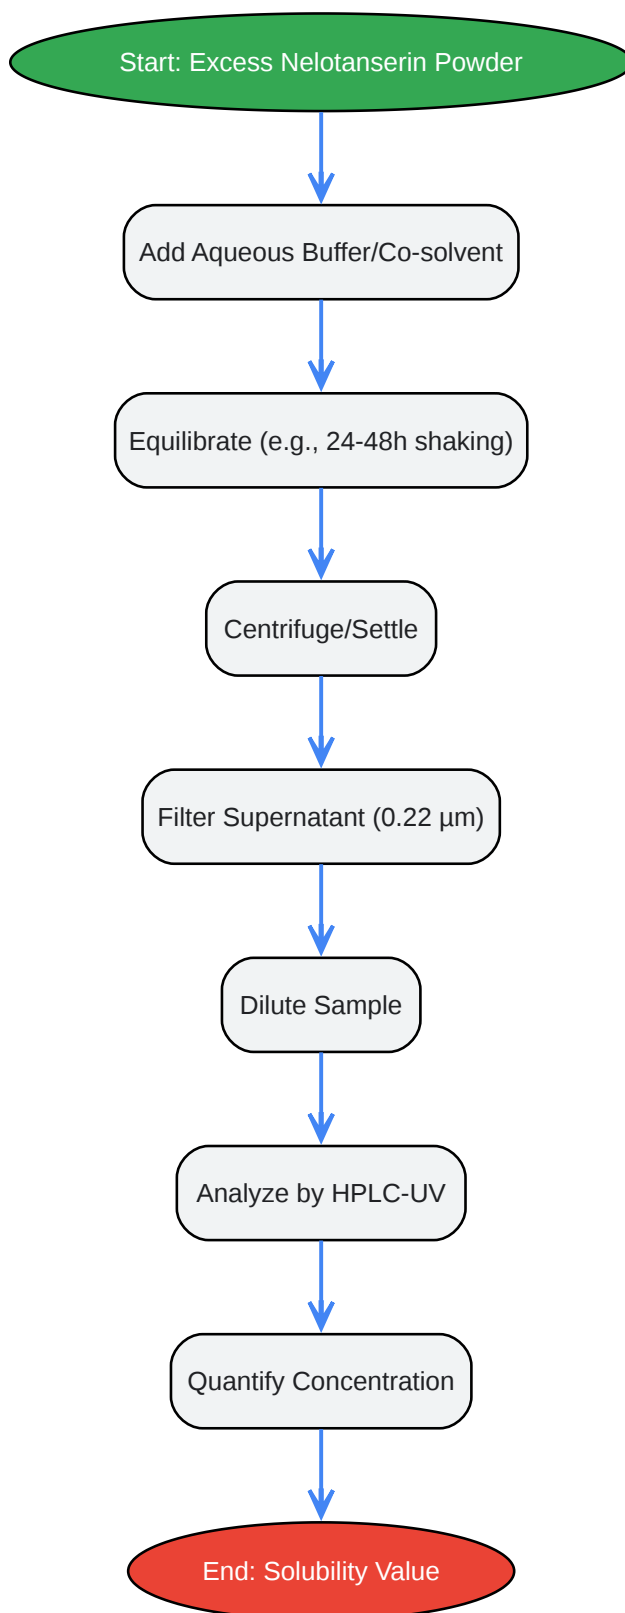 Start: Excess Nelotanserin Powder
Add Aqueous Buffer/Co-solvent
Equilibrate (e.g., 24-48h shaking)
Centrifuge/Settle
Filter Supernatant (0.22 µm)
Dilute Sample
Analyze by HPLC-UV
Quantify Concentration
End: Solubility Value